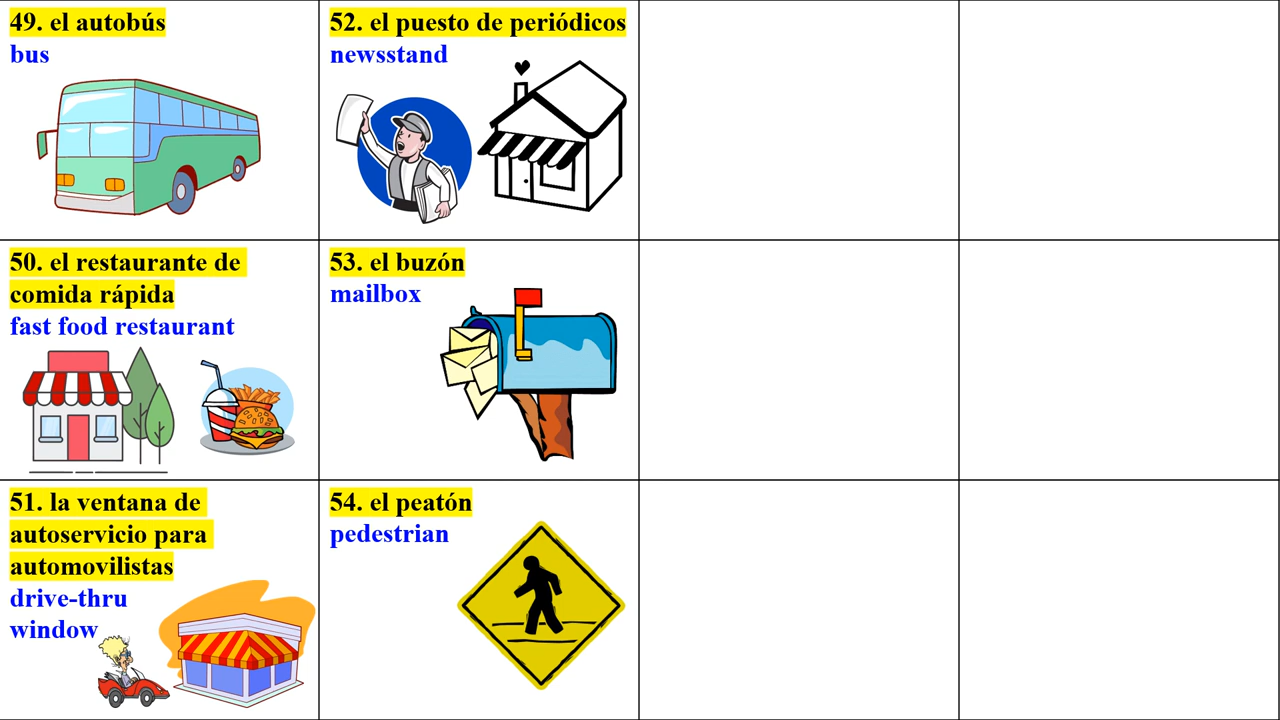 49. el autobús
bus
50. el restaurante de
comida rápida
fast food restaurant
51. la ventana de
autoservicio para
automovilistas
drive-thru
window
52. el puesto de periódicos
newsstand
53. el buzón
mailbox
54. el peatón
pedestrian